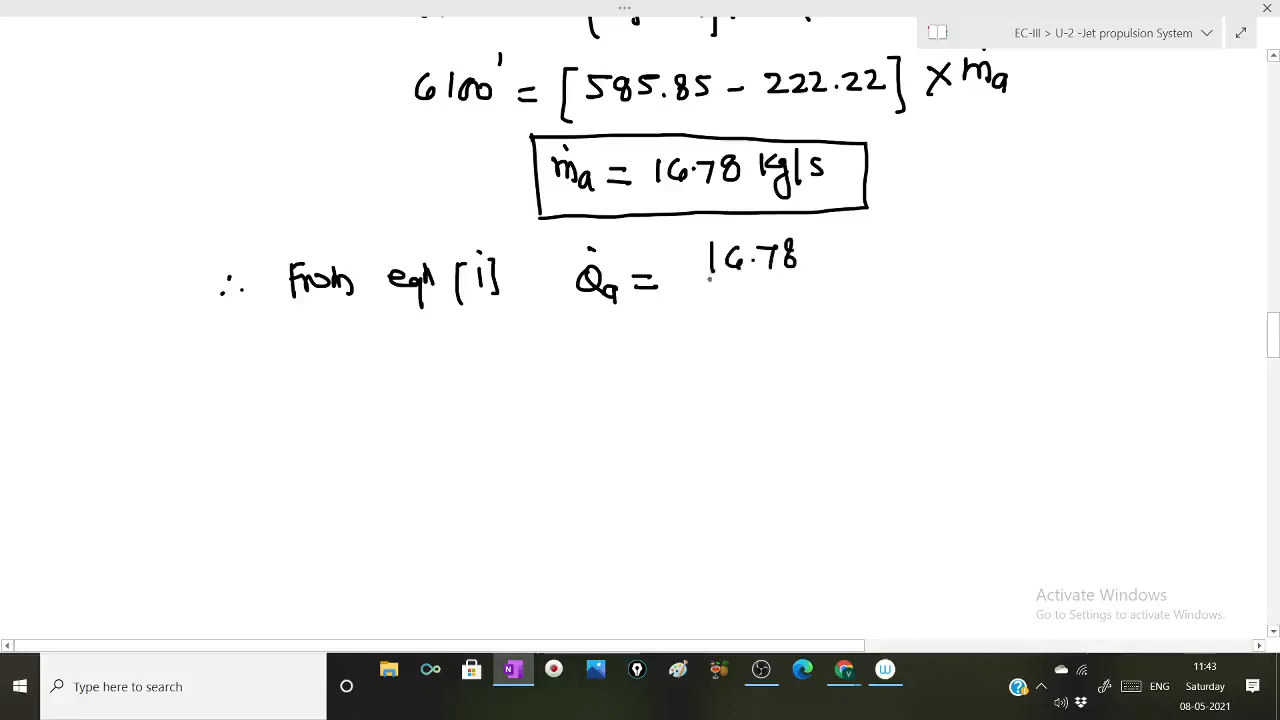 EC-III > U-2 -Jet propulsion System
6100 = [585.85 - 222.22] × ṁa
ṁa = 16.78 Kg/s
∴ From eqn [i] Q̇a = 16.78
Activate Windows
Go to Settings to activate Windows.
Type here to search
ENG
11:43
Saturday
08-05-2021